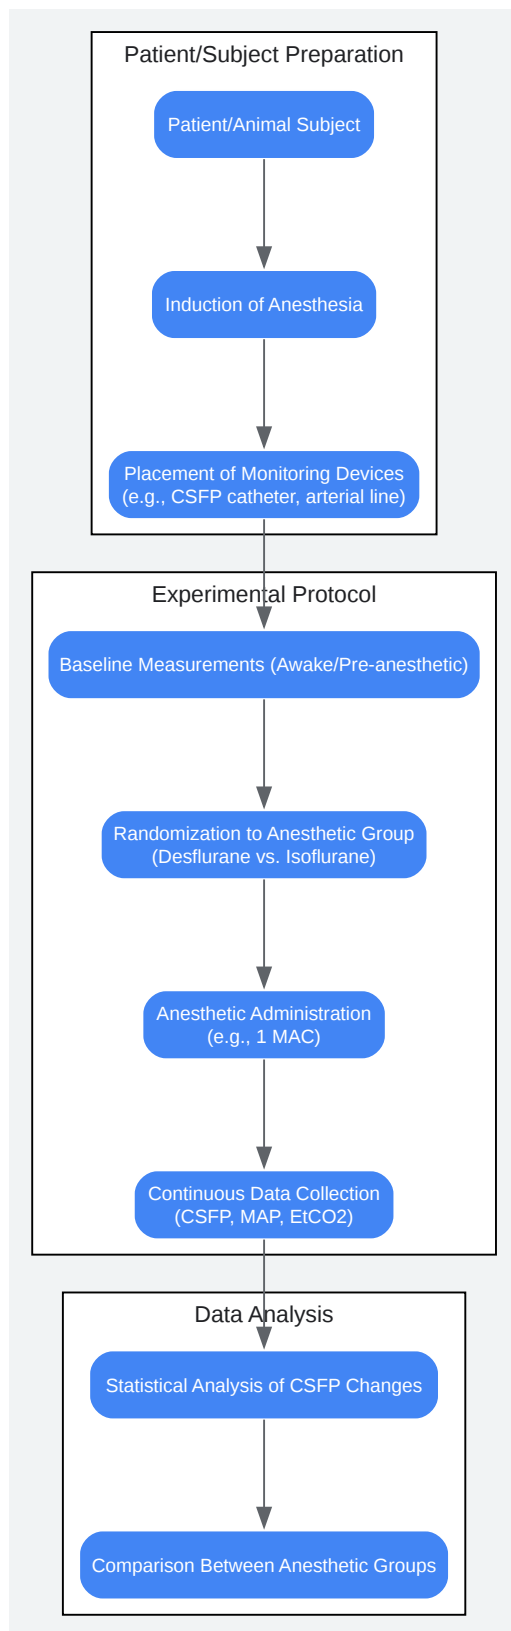 Patient/Subject Preparation
Patient/Animal Subject
Induction of Anesthesia
Placement of Monitoring Devices
(e.g., CSFP catheter, arterial line)
Experimental Protocol
Baseline Measurements (Awake/Pre-anesthetic)
Randomization to Anesthetic Group
(Desflurane vs. Isoflurane)
Anesthetic Administration
(e.g., 1 MAC)
Continuous Data Collection
(CSFP, MAP, EtCO2)
Data Analysis
Statistical Analysis of CSFP Changes
Comparison Between Anesthetic Groups